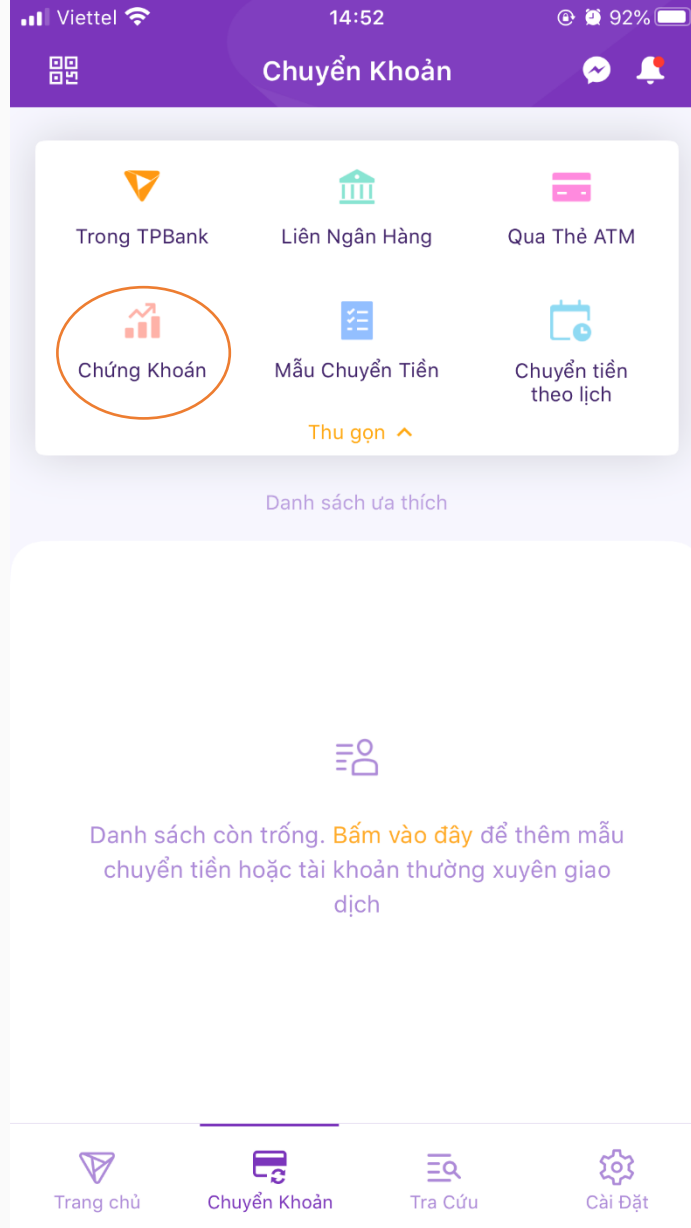 Viettel 14:52 92%
Chuyển Khoản
Trong TPBank Liên Ngân Hàng Qua Thẻ ATM
Chứng Khoán Mẫu Chuyển Tiền Chuyển tiền
theo lịch
Thu gọn
Danh sách ưa thích
Danh sách còn trống. Bấm vào đây để thêm mẫu
chuyển tiền hoặc tài khoản thường xuyên giao
dịch
Trang chủ Chuyển Khoản Tra Cứu Cài Đặt